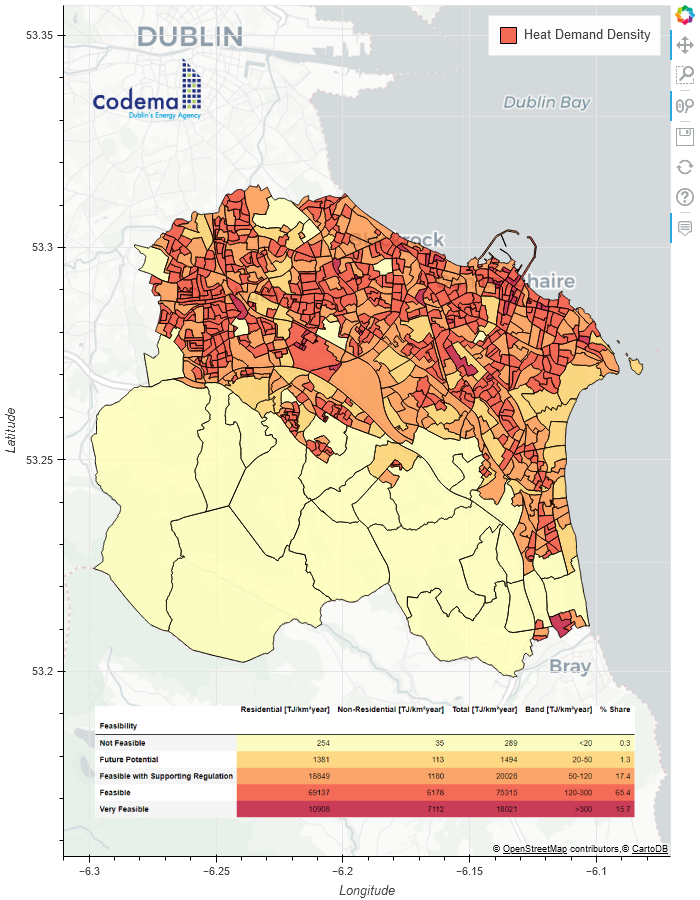 53.35
DUBLIN
Heat Demand Density
codema
Dublin's Energy Agency
Dublin Bay
53.3
rock
haire
Latitude
53.25
53.2
Bray
Residential [TJ/km²year] Non-Residential [TJ/km²year] Total [TJ/km²year] Band [TJ/km²year] % Share
Feasibility
Not Feasible 254 35 289 <20 0.3
Future Potential 1381 113 1494 20-50 1.3
Feasible with Supporting Regulation 18849 1180 20028 50-120 17.4
Feasible 69137 6178 75315 120-300 65.4
Very Feasible 10908 7112 18021 >300 15.7
© OpenStreetMap contributors,© CartoDB
-6.3 -6.25 -6.2 -6.15 -6.1
Longitude